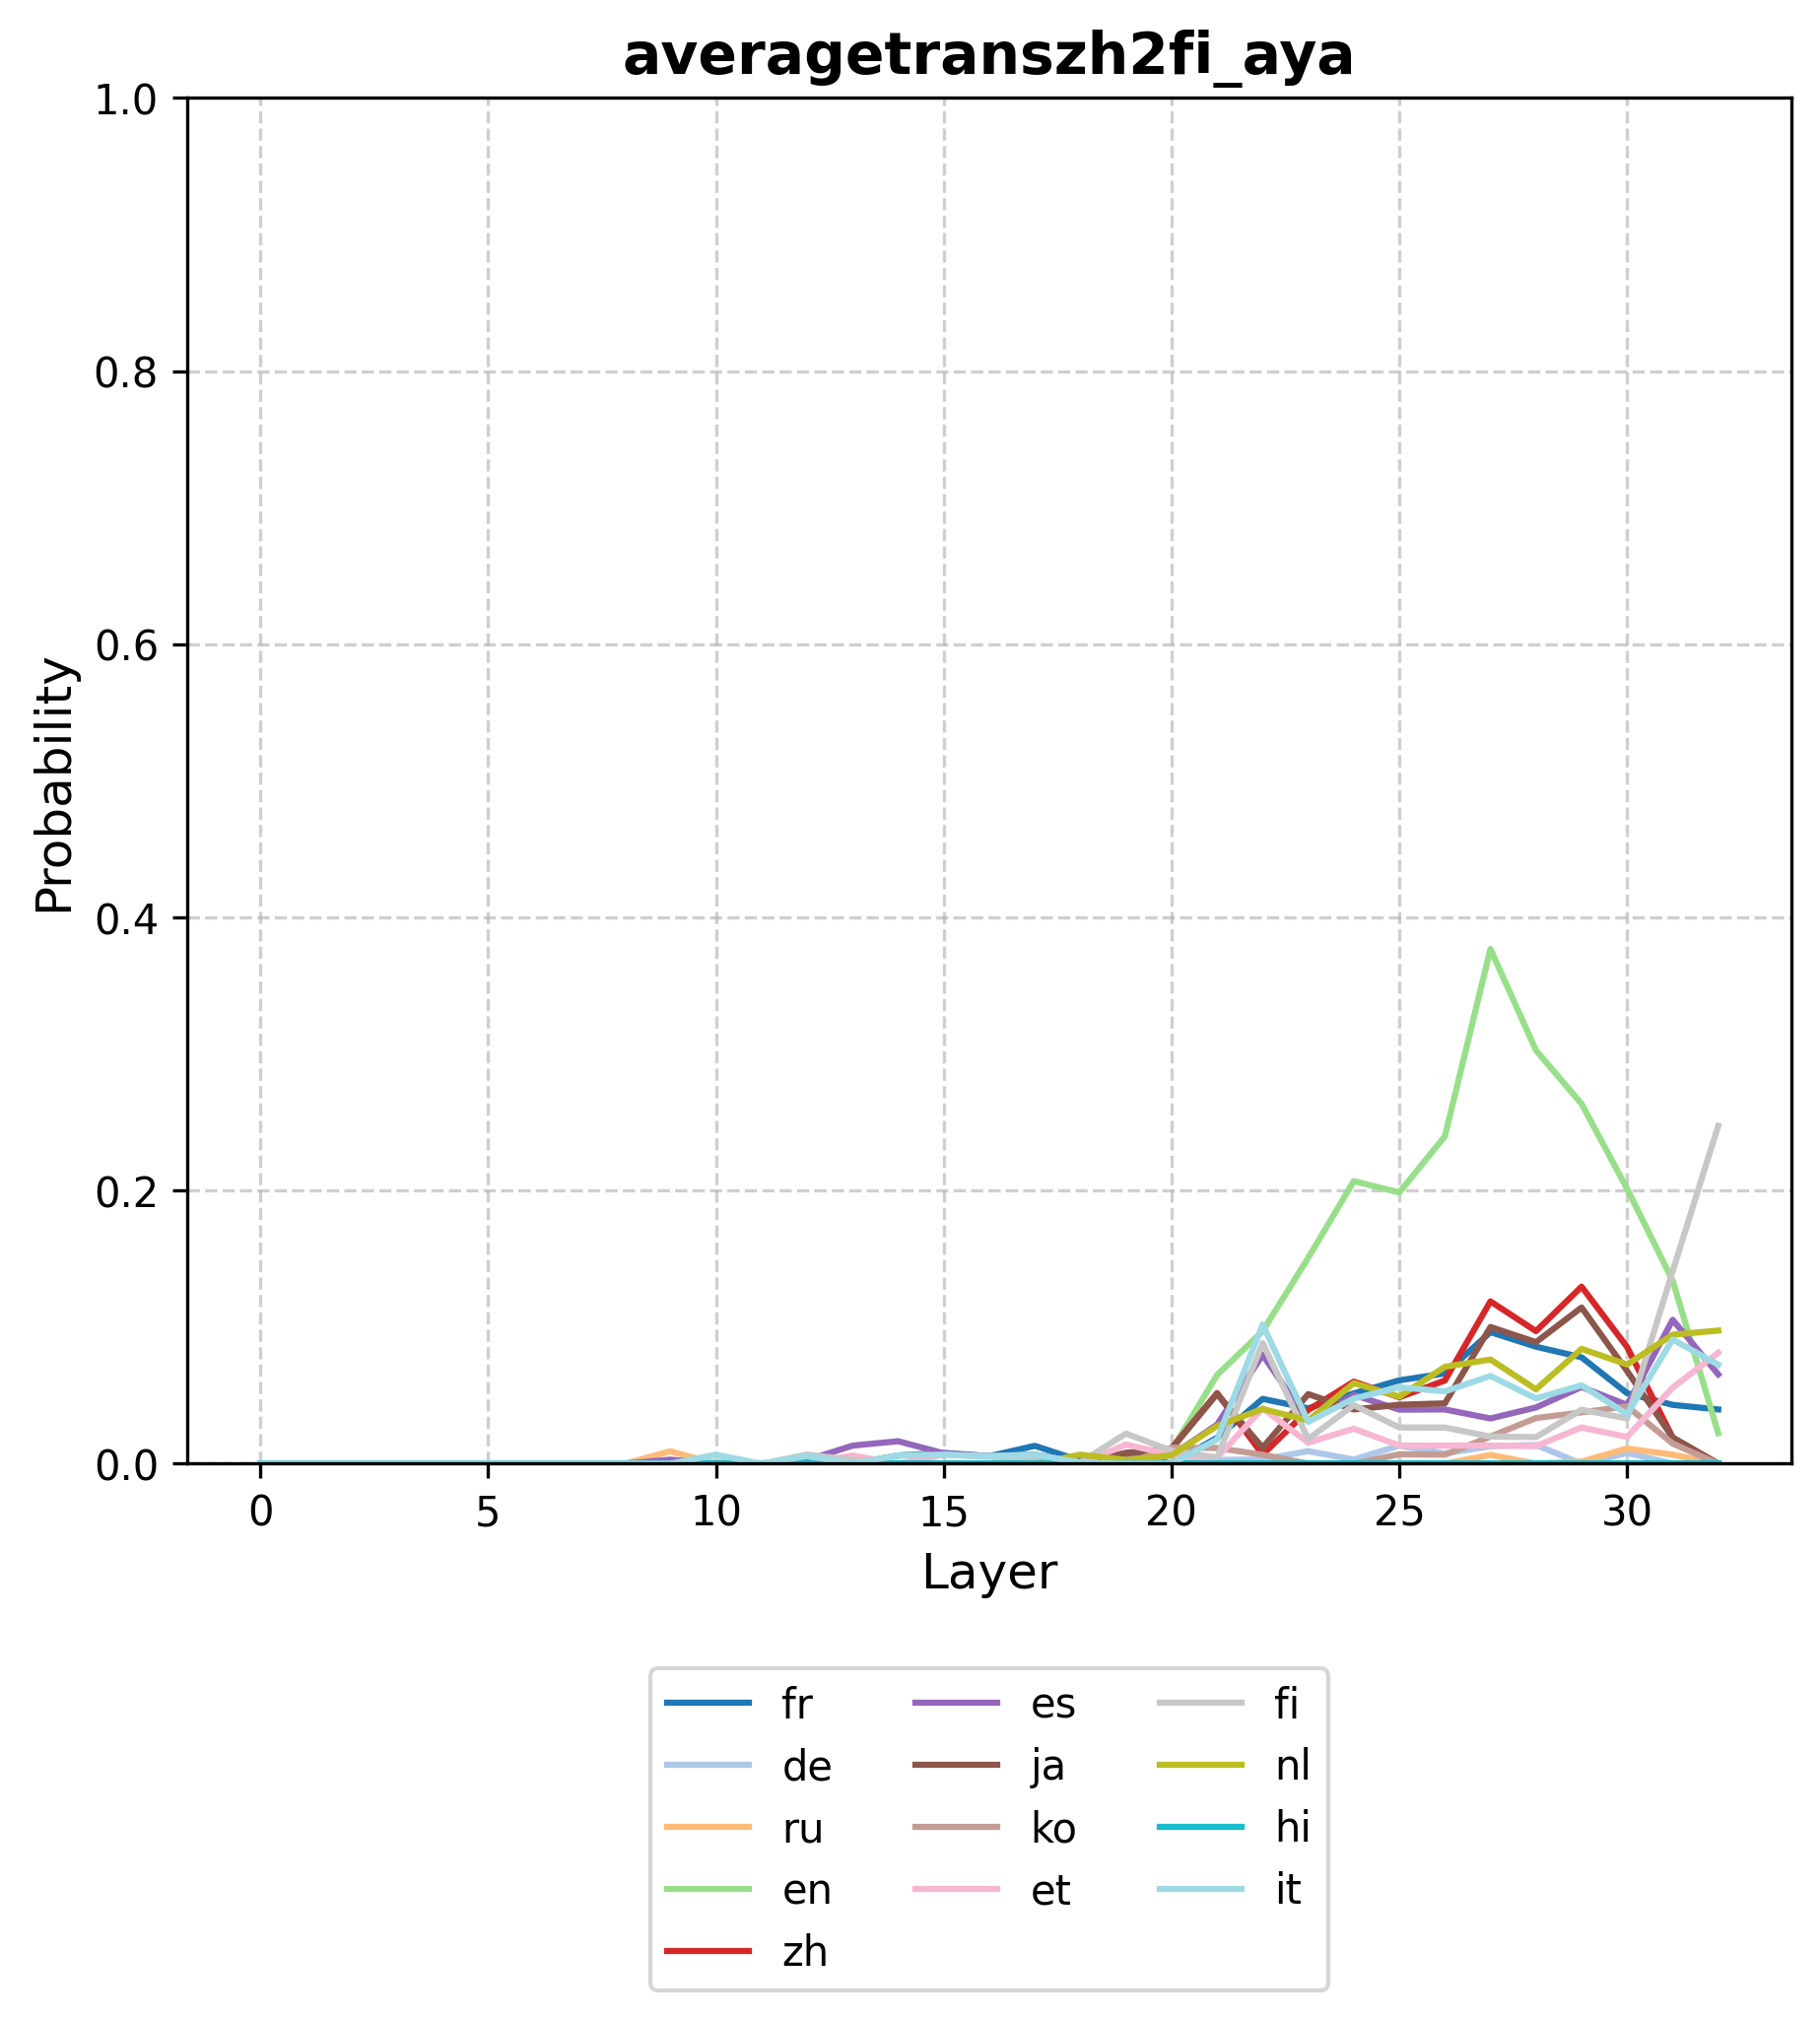 averagetranszh2fi_aya
1.0
0.8
0.6
0.4
0.2
0.0
Probability
0 5 10 15 20 25 30
Layer
fr es fi
de ja nl
ru ko hi
en et it
zh